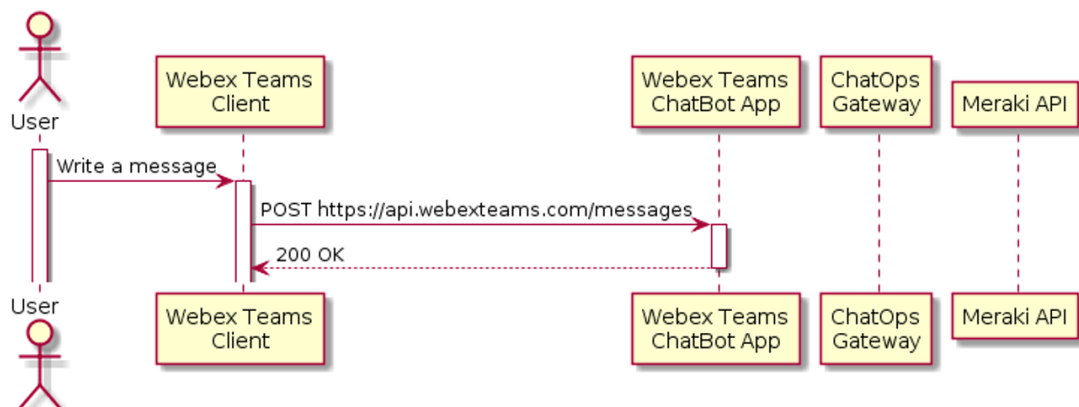 User
Webex Teams
Client
Webex Teams
ChatBot App
ChatOps
Gateway
Meraki API
Write a message
POST https://api.webexteams.com/messages
200 OK
User
Webex Teams
Client
Webex Teams
ChatBot App
ChatOps
Gateway
Meraki API